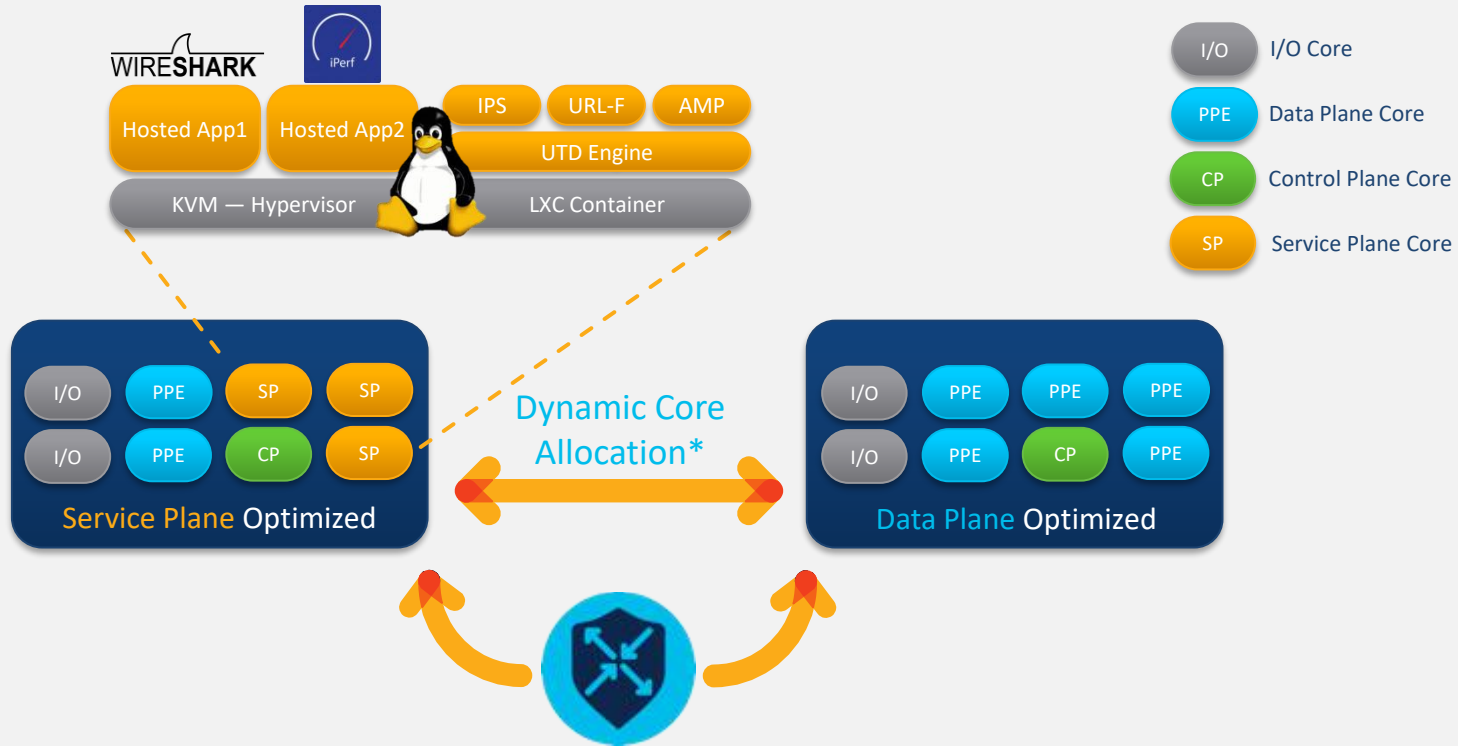 WIRESHARK
iPerf
Hosted App1
Hosted App2
IPS
URL-F
AMP
UTD Engine
KVM — Hypervisor
LXC Container
I/O
I/O Core
PPE
Data Plane Core
CP
Control Plane Core
SP
Service Plane Core
I/O
PPE
SP
SP
I/O
PPE
CP
SP
Service Plane Optimized
Dynamic Core
Allocation*
I/O
PPE
PPE
PPE
I/O
PPE
CP
PPE
Data Plane Optimized